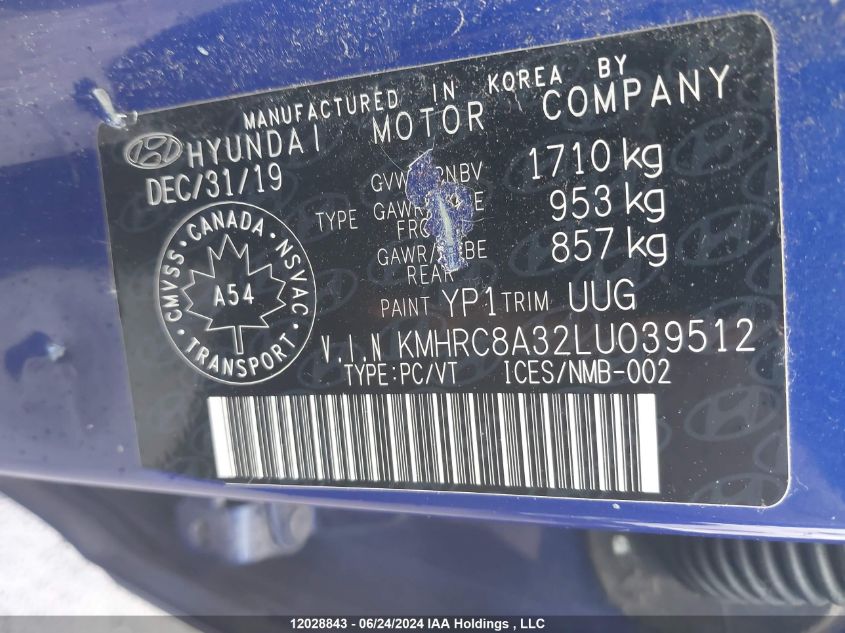 MANUFACTURED IN KOREA BY
HYUNDAI MOTOR COMPANY
DEC/31/19
1710 kg
TYPE 953 kg
857 kg
REAR
PAINT YP1 TRIM UUG
V.I.N KMHRC8A32LU039512
TYPE:PC/VT ICES/NMB-002
CMVSS • CANADA • NSVAC • TRANSPORT •
A54
12028843 - 06/24/2024 IAA Holdings , LLC